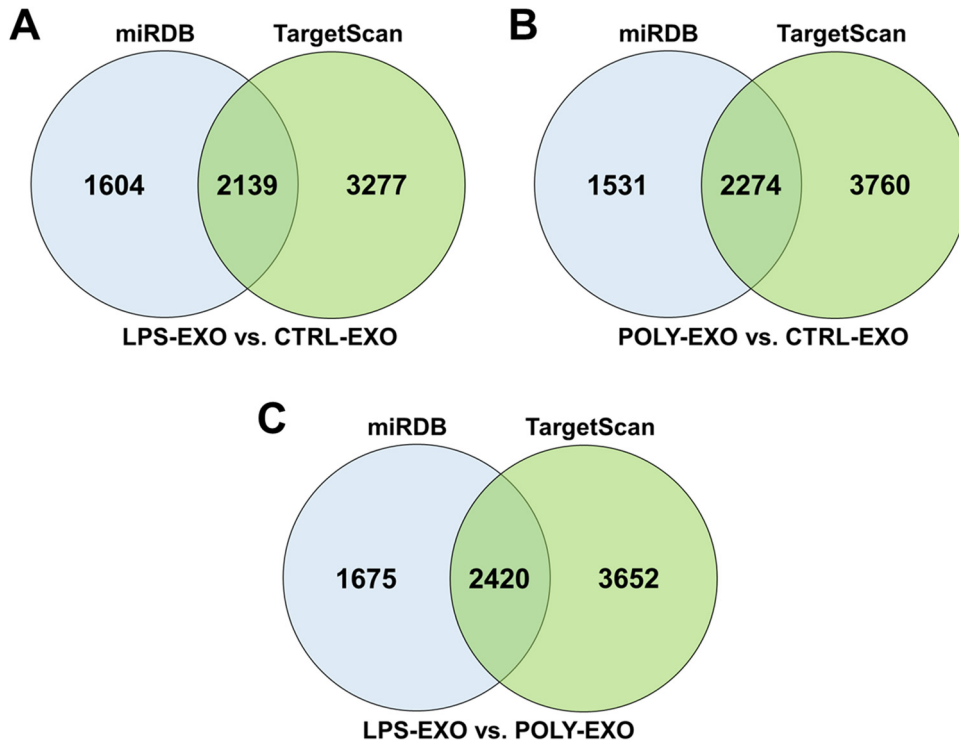 A
miRDB TargetScan
1604 2139 3277
LPS-EXO vs. CTRL-EXO
B
miRDB TargetScan
1531 2274 3760
POLY-EXO vs. CTRL-EXO
C
miRDB TargetScan
1675 2420 3652
LPS-EXO vs. POLY-EXO